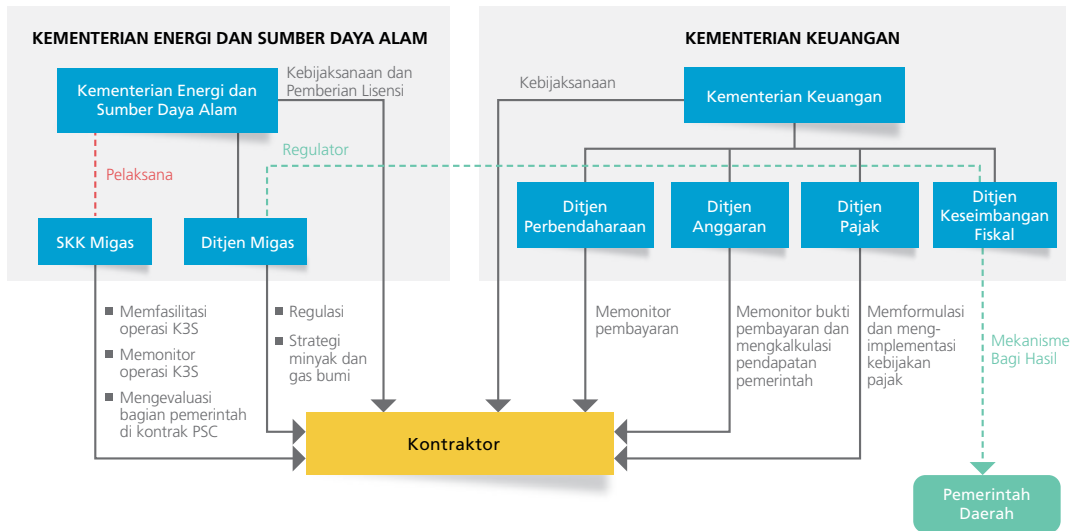 KEMENTERIAN ENERGI DAN SUMBER DAYA ALAM
Kementerian Energi dan
Sumber Daya Alam
Kebijaksanaan dan
Pemberian Lisensi
Pelaksana
Regulator
SKK Migas
Ditjen Migas
KEMENTERIAN KEUANGAN
Kebijaksanaan
Kementerian Keuangan
Ditjen
Perbendaharaan
Ditjen
Anggaran
Ditjen
Pajak
Ditjen
Keseimbangan
Fiskal
Memfasilitasi
operasi K3S
Memonitor
operasi K3S
Mengevaluasi
bagian pemerintah
di kontrak PSC
Regulasi
Strategi
minyak dan
gas bumi
Memonitor
pembayaran
Memonitor bukti
pembayaran dan
mengkalkulasi
pendapatan
pemerintah
Memformulasi
dan meng-
implementasi
kebijakan
pajak
Mekanisme
Bagi Hasil
Kontraktor
Pemerintah
Daerah